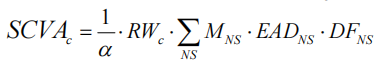 SCVA_c = \frac{1}{\alpha} \cdot RW_c \cdot \sum_{NS} M_{NS} \cdot EAD_{NS} \cdot DF_{NS}